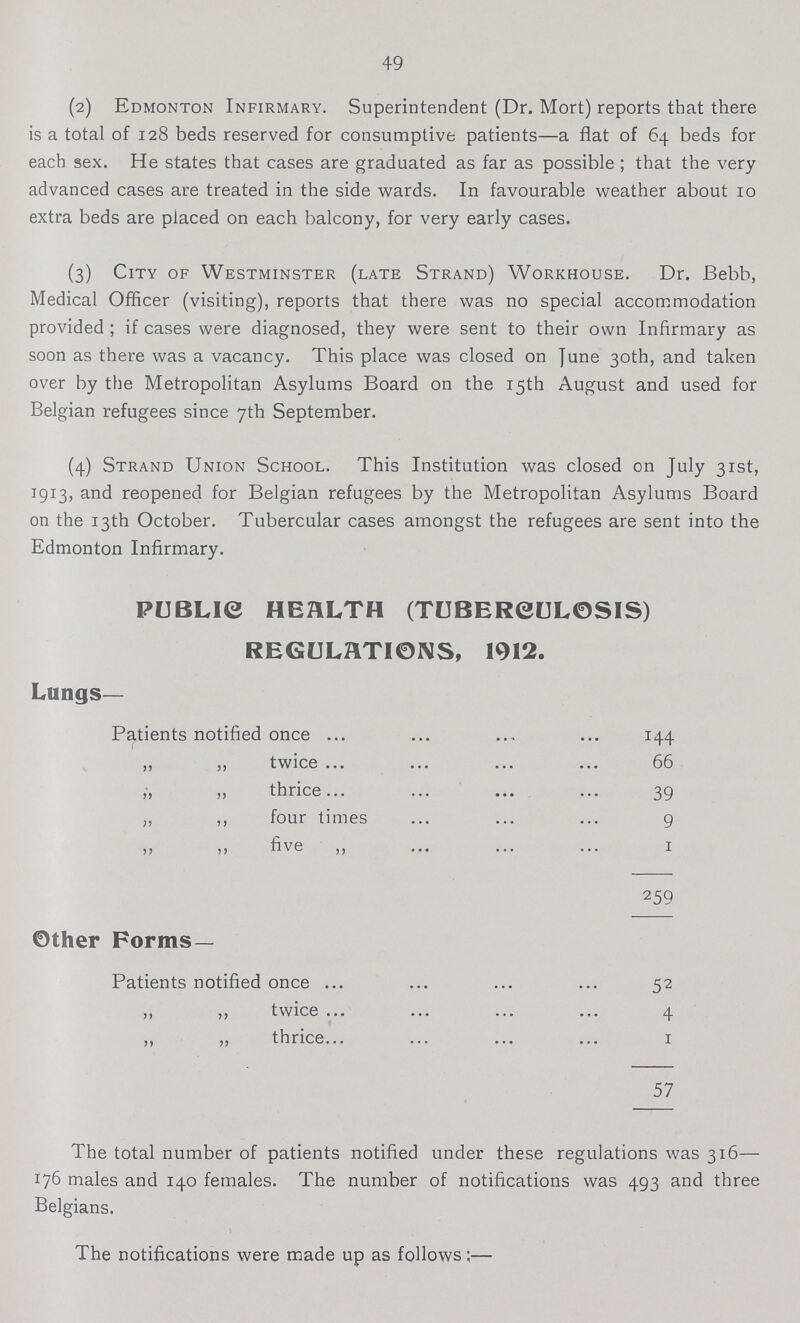 49
(2) Edmonton Infirmary. Superintendent (Dr. Mort) reports that there
is a total of 128 beds reserved for consumptive patients—a flat of 64 beds for
each sex. He states that cases are graduated as far as possible ; that the very
advanced cases are treated in the side wards. In favourable weather about 10
extra beds are placed on each balcony, for very early cases.
(3) City of Westminster (late Strand) Workhouse. Dr. Bebb,
Medical Officer (visiting), reports that there was no special accommodation
provided ; if cases were diagnosed, they were sent to their own Infirmary as
soon as there was a vacancy. This place was closed on June 30th, and taken
over by the Metropolitan Asylums Board on the 15th August and used for
Belgian refugees since 7th September.
(4) Strand Union School. This Institution was closed on July 31st,
1913, and reopened for Belgian refugees by the Metropolitan Asylums Board
on the 13th October. Tubercular cases amongst the refugees are sent into the
Edmonton Infirmary.
PUBLIC HEALTH (TUBERCULOSIS)
REGULATIONS, 1912.
Lungs—
Patients notified once ... ... ... ... 144
„ „ twice ... ... ... ... 66
„ „ thrice ... ... ... ... 39
„ „ four times ... ... ... 9
„ „ five „ ... ... ... 1
259
Other Forms—
Patients notified once ... ... ... ... 52
„ „ twice ... ... ... ... 4
„ „ thrice... ... ... ... 1
57
The total number of patients notified under these regulations was 316—
176 males and 140 females. The number of notifications was 493 and three
Belgians.
The notifications were made up as follows ;—